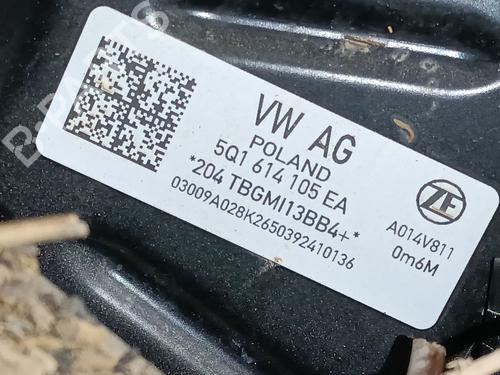 VW AG
POLAND
5Q1 614 105 EA
*204 TBGMI13BB4+*
03009A028K2650392410136
ZF
A014V811
0m6M